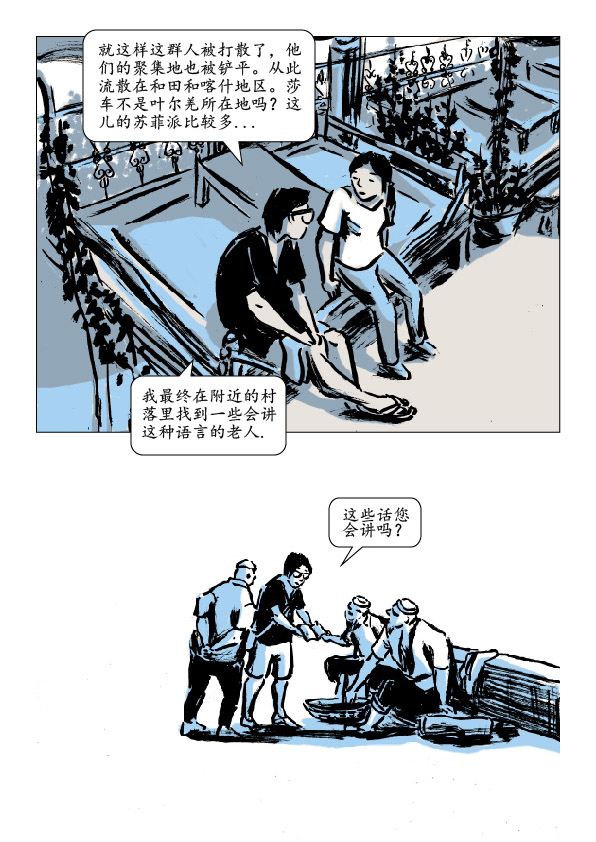 就这样这群人被打散了，他
们的聚集地也被铲平。从此
流散在和田和喀什地区。莎
车不是叶尔羌所在地吗？这
儿的苏菲派比较多...
我最终在附近的村
落里找到一些会讲
这种语言的老人.
这些话您
会讲吗？